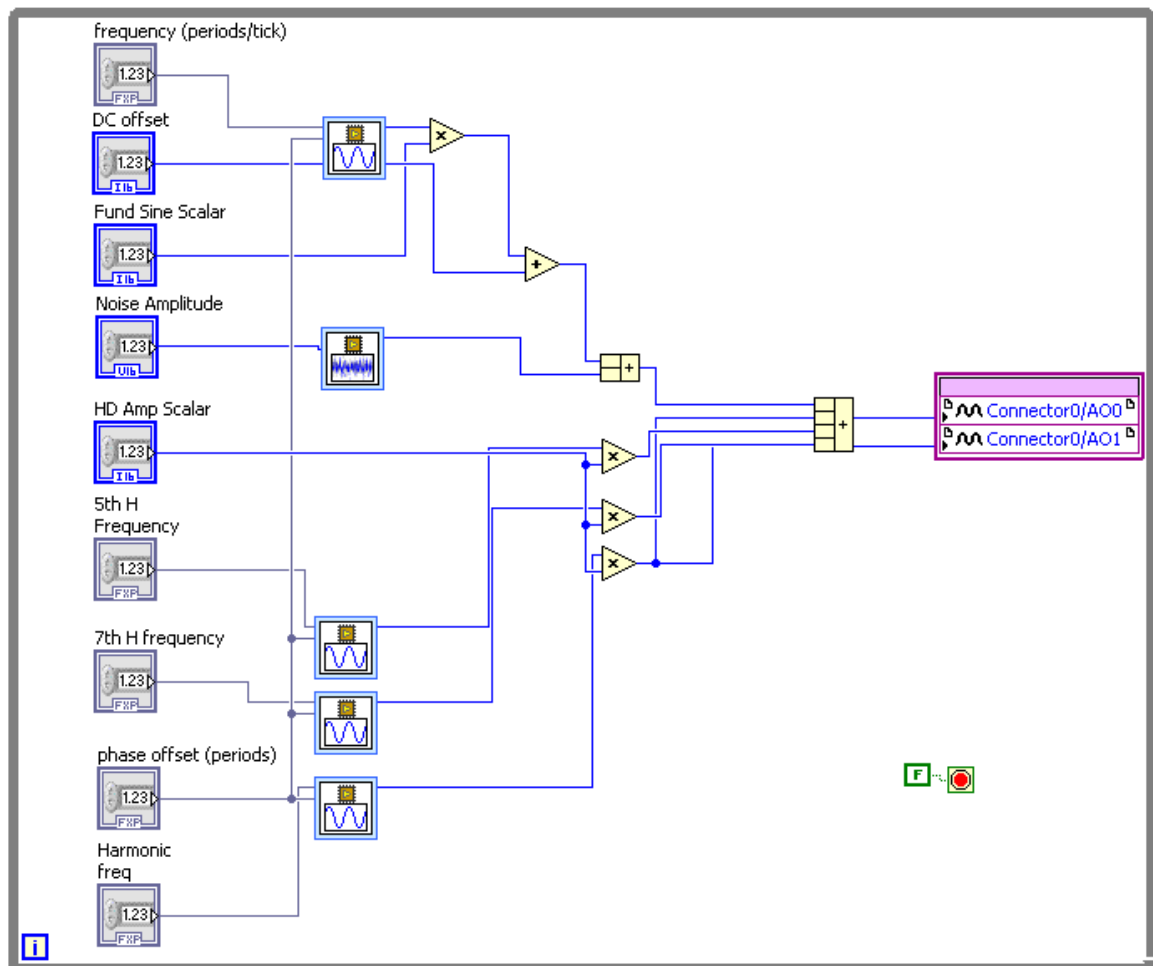 frequency (periods/tick)
1.23
FXP
DC offset
1.23
I16
Fund Sine Scalar
1.23
I16
Noise Amplitude
1.23
U16
HD Amp Scalar
1.23
I16
5th H
Frequency
1.23
FXP
7th H frequency
1.23
FXP
phase offset (periods)
1.23
FXP
Harmonic
freq
1.23
FXP
×
+
+
×
×
×
+
Connector0/AO0
Connector0/AO1
F
i